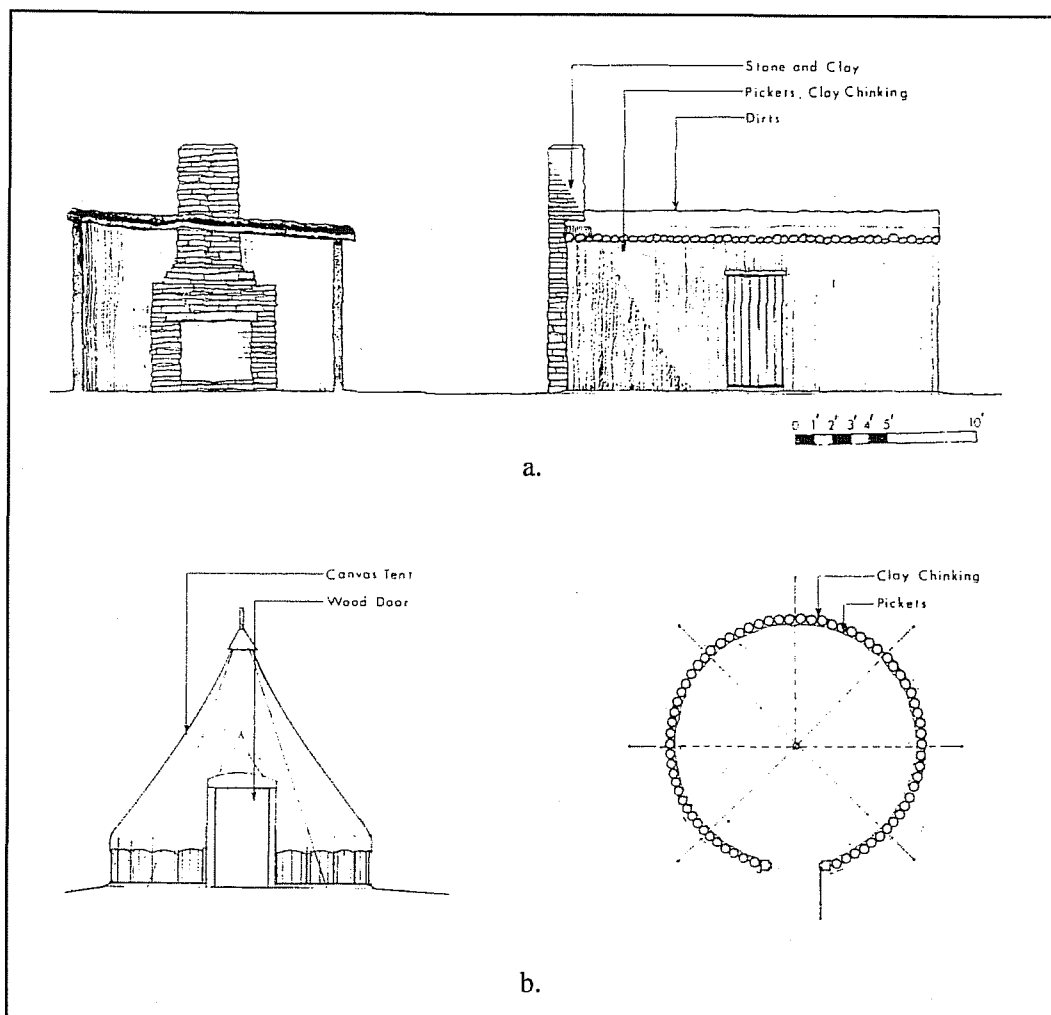 Stone and Clay
Pickets, Clay Chinking
Dirts
0 1' 2' 3' 4' 5' 10'
a.
Canvas Tent
Wood Door
Clay Chinking
Pickets
b.